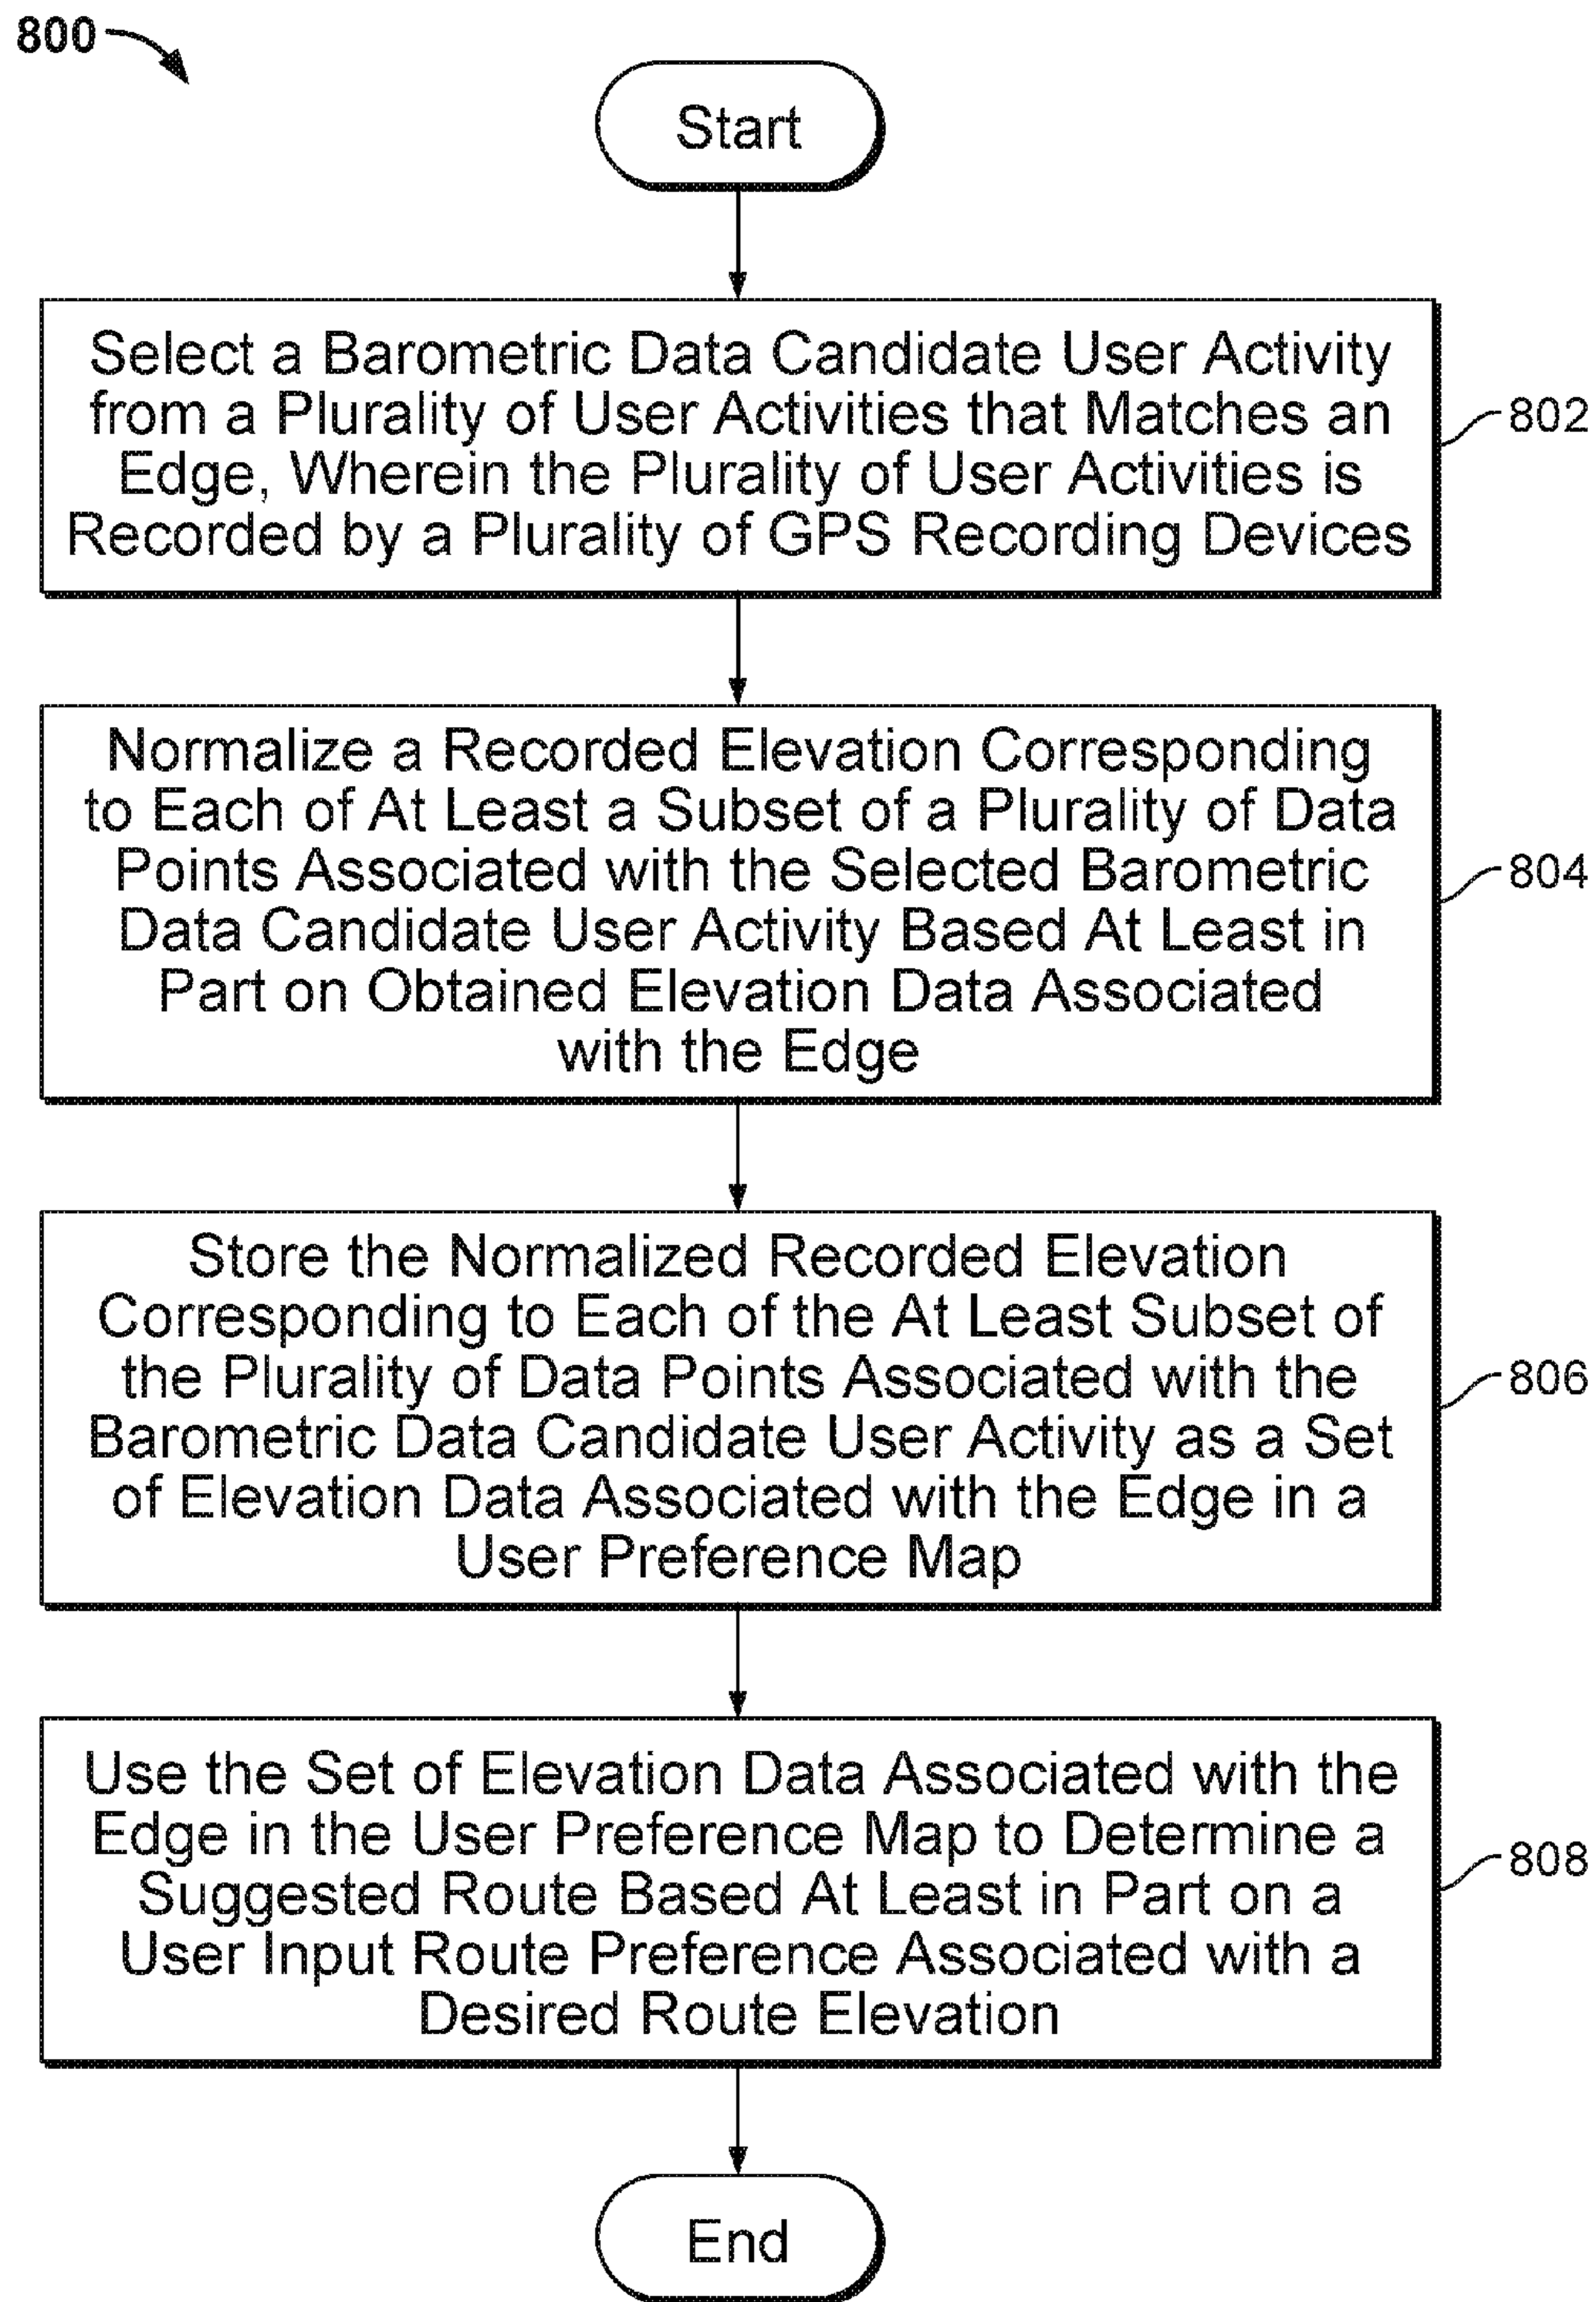 800
Start
Select a Barometric Data Candidate User Activity
from a Plurality of User Activities that Matches an
Edge, Wherein the Plurality of User Activities is
Recorded by a Plurality of GPS Recording Devices
802
Normalize a Recorded Elevation Corresponding
to Each of At Least a Subset of a Plurality of Data
Points Associated with the Selected Barometric
Data Candidate User Activity Based At Least in
Part on Obtained Elevation Data Associated
with the Edge
804
Store the Normalized Recorded Elevation
Corresponding to Each of the At Least Subset of
the Plurality of Data Points Associated with the
Barometric Data Candidate User Activity as a Set
of Elevation Data Associated with the Edge in a
User Preference Map
806
Use the Set of Elevation Data Associated with the
Edge in the User Preference Map to Determine a
Suggested Route Based At Least in Part on a
User Input Route Preference Associated with a
Desired Route Elevation
808
End